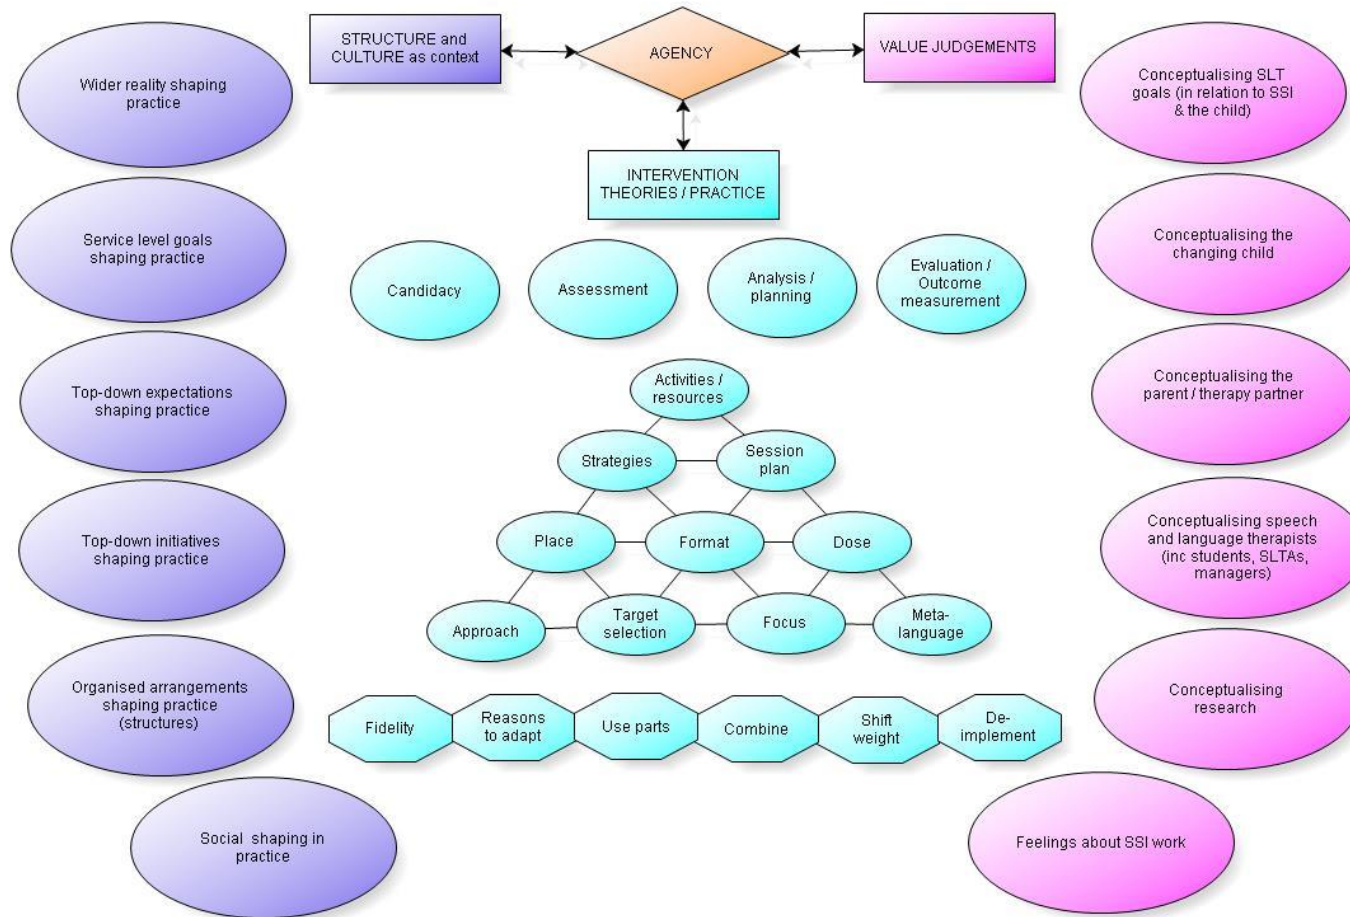 STRUCTURE and
CULTURE as context
AGENCY
VALUE JUDGEMENTS
INTERVENTION
THEORIES / PRACTICE
Wider reality shaping
practice
Service level goals
shaping practice
Top-down expectations
shaping practice
Top-down initiatives
shaping practice
Organised arrangements
shaping practice
(structures)
Social shaping in
practice
Candidacy
Assessment
Analysis /
planning
Evaluation /
Outcome
measurement
Activities /
resources
Strategies
Session
plan
Place
Format
Dose
Approach
Target
selection
Focus
Meta-
language
Fidelity
Reasons
to adapt
Use parts
Combine
Shift
weight
De-
implement
Conceptualising SLT
goals (in relation to SSI
& the child)
Conceptualising the
changing child
Conceptualising the
parent / therapy partner
Conceptualising speech
and language therapists
(inc students, SLTAs,
managers)
Conceptualising
research
Feelings about SSI work